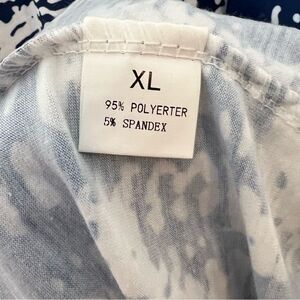 XL
95% POLYERTER
5% SPANDEX